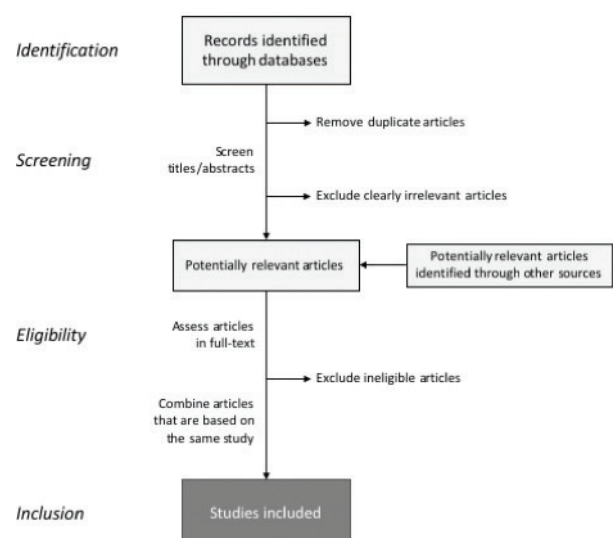 Identification
Records identified
through databases
Remove duplicate articles
Screening
Screen
titles/abstracts
Exclude clearly irrelevant articles
Potentially relevant articles
Potentially relevant articles
identified through other sources
Eligibility
Assess articles
in full-text
Exclude ineligible articles
Combine articles
that are based on
the same study
Inclusion
Studies included